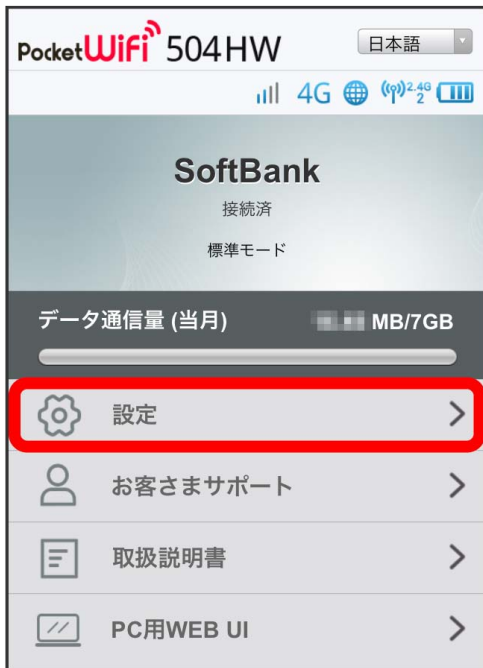 Pocket WiFi 504HW
日本語
4G 2.4G 2
SoftBank
接続済
標準モード
データ通信量 (当月) MB/7GB
設定
お客さまサポート
取扱説明書
PC用WEB UI